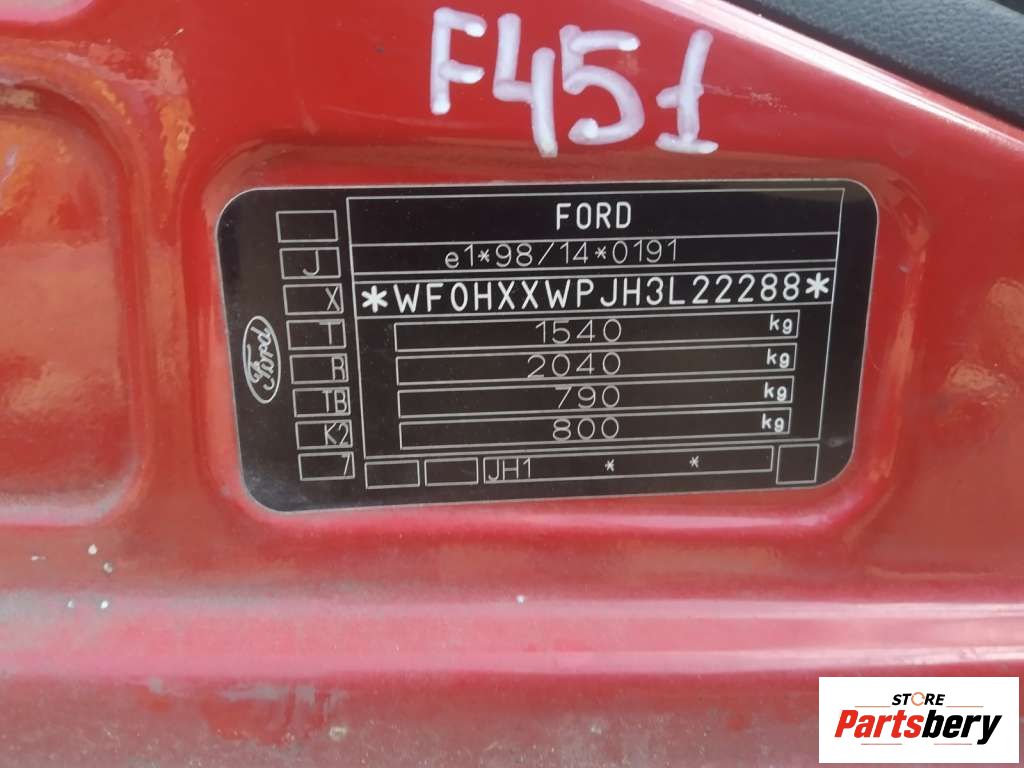 F451
FORD
e1*98/14*0191
*WF0HXXWPJH3L22288*
1540 kg
2040 kg
790 kg
800 kg
JH1 * *
J
X
T
B
TB
K2
7
Ford
STORE
Partsbery